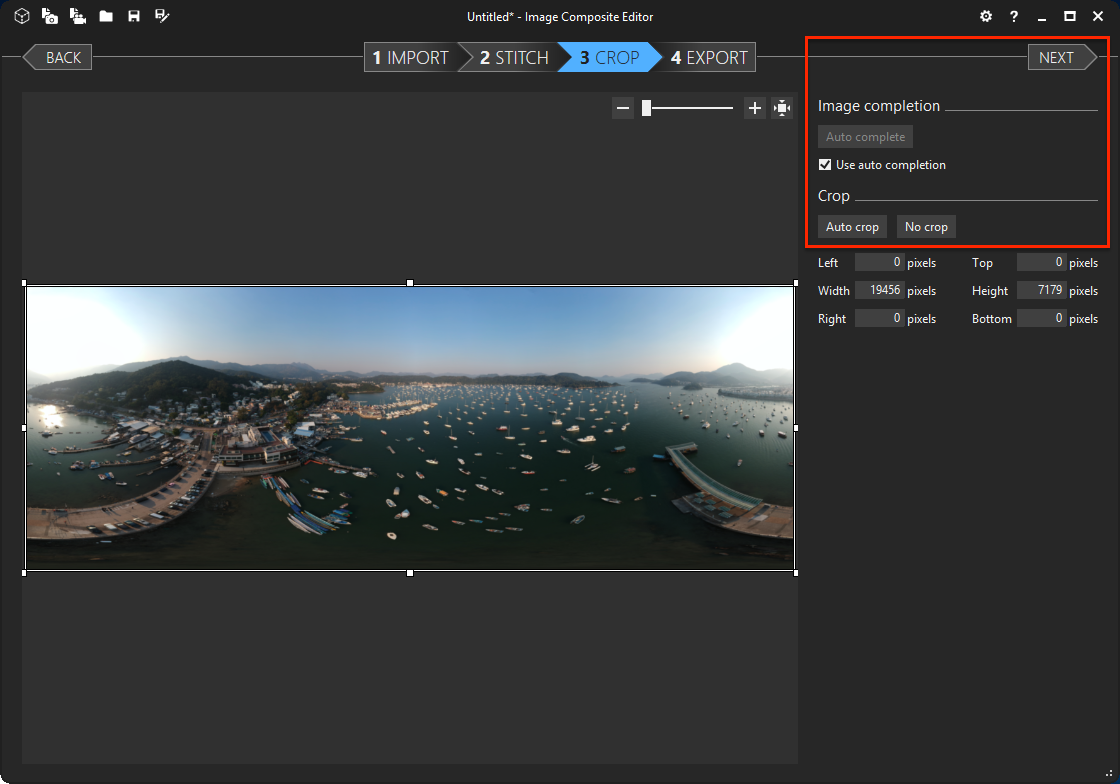 Untitled* - Image Composite Editor
?
BACK
1 IMPORT
2 STITCH
3 CROP
4 EXPORT
NEXT
Image completion
Auto complete
Use auto completion
Crop
Auto crop No crop
Left 0 pixels Top 0 pixels
Width 19456 pixels Height 7179 pixels
Right 0 pixels Bottom 0 pixels